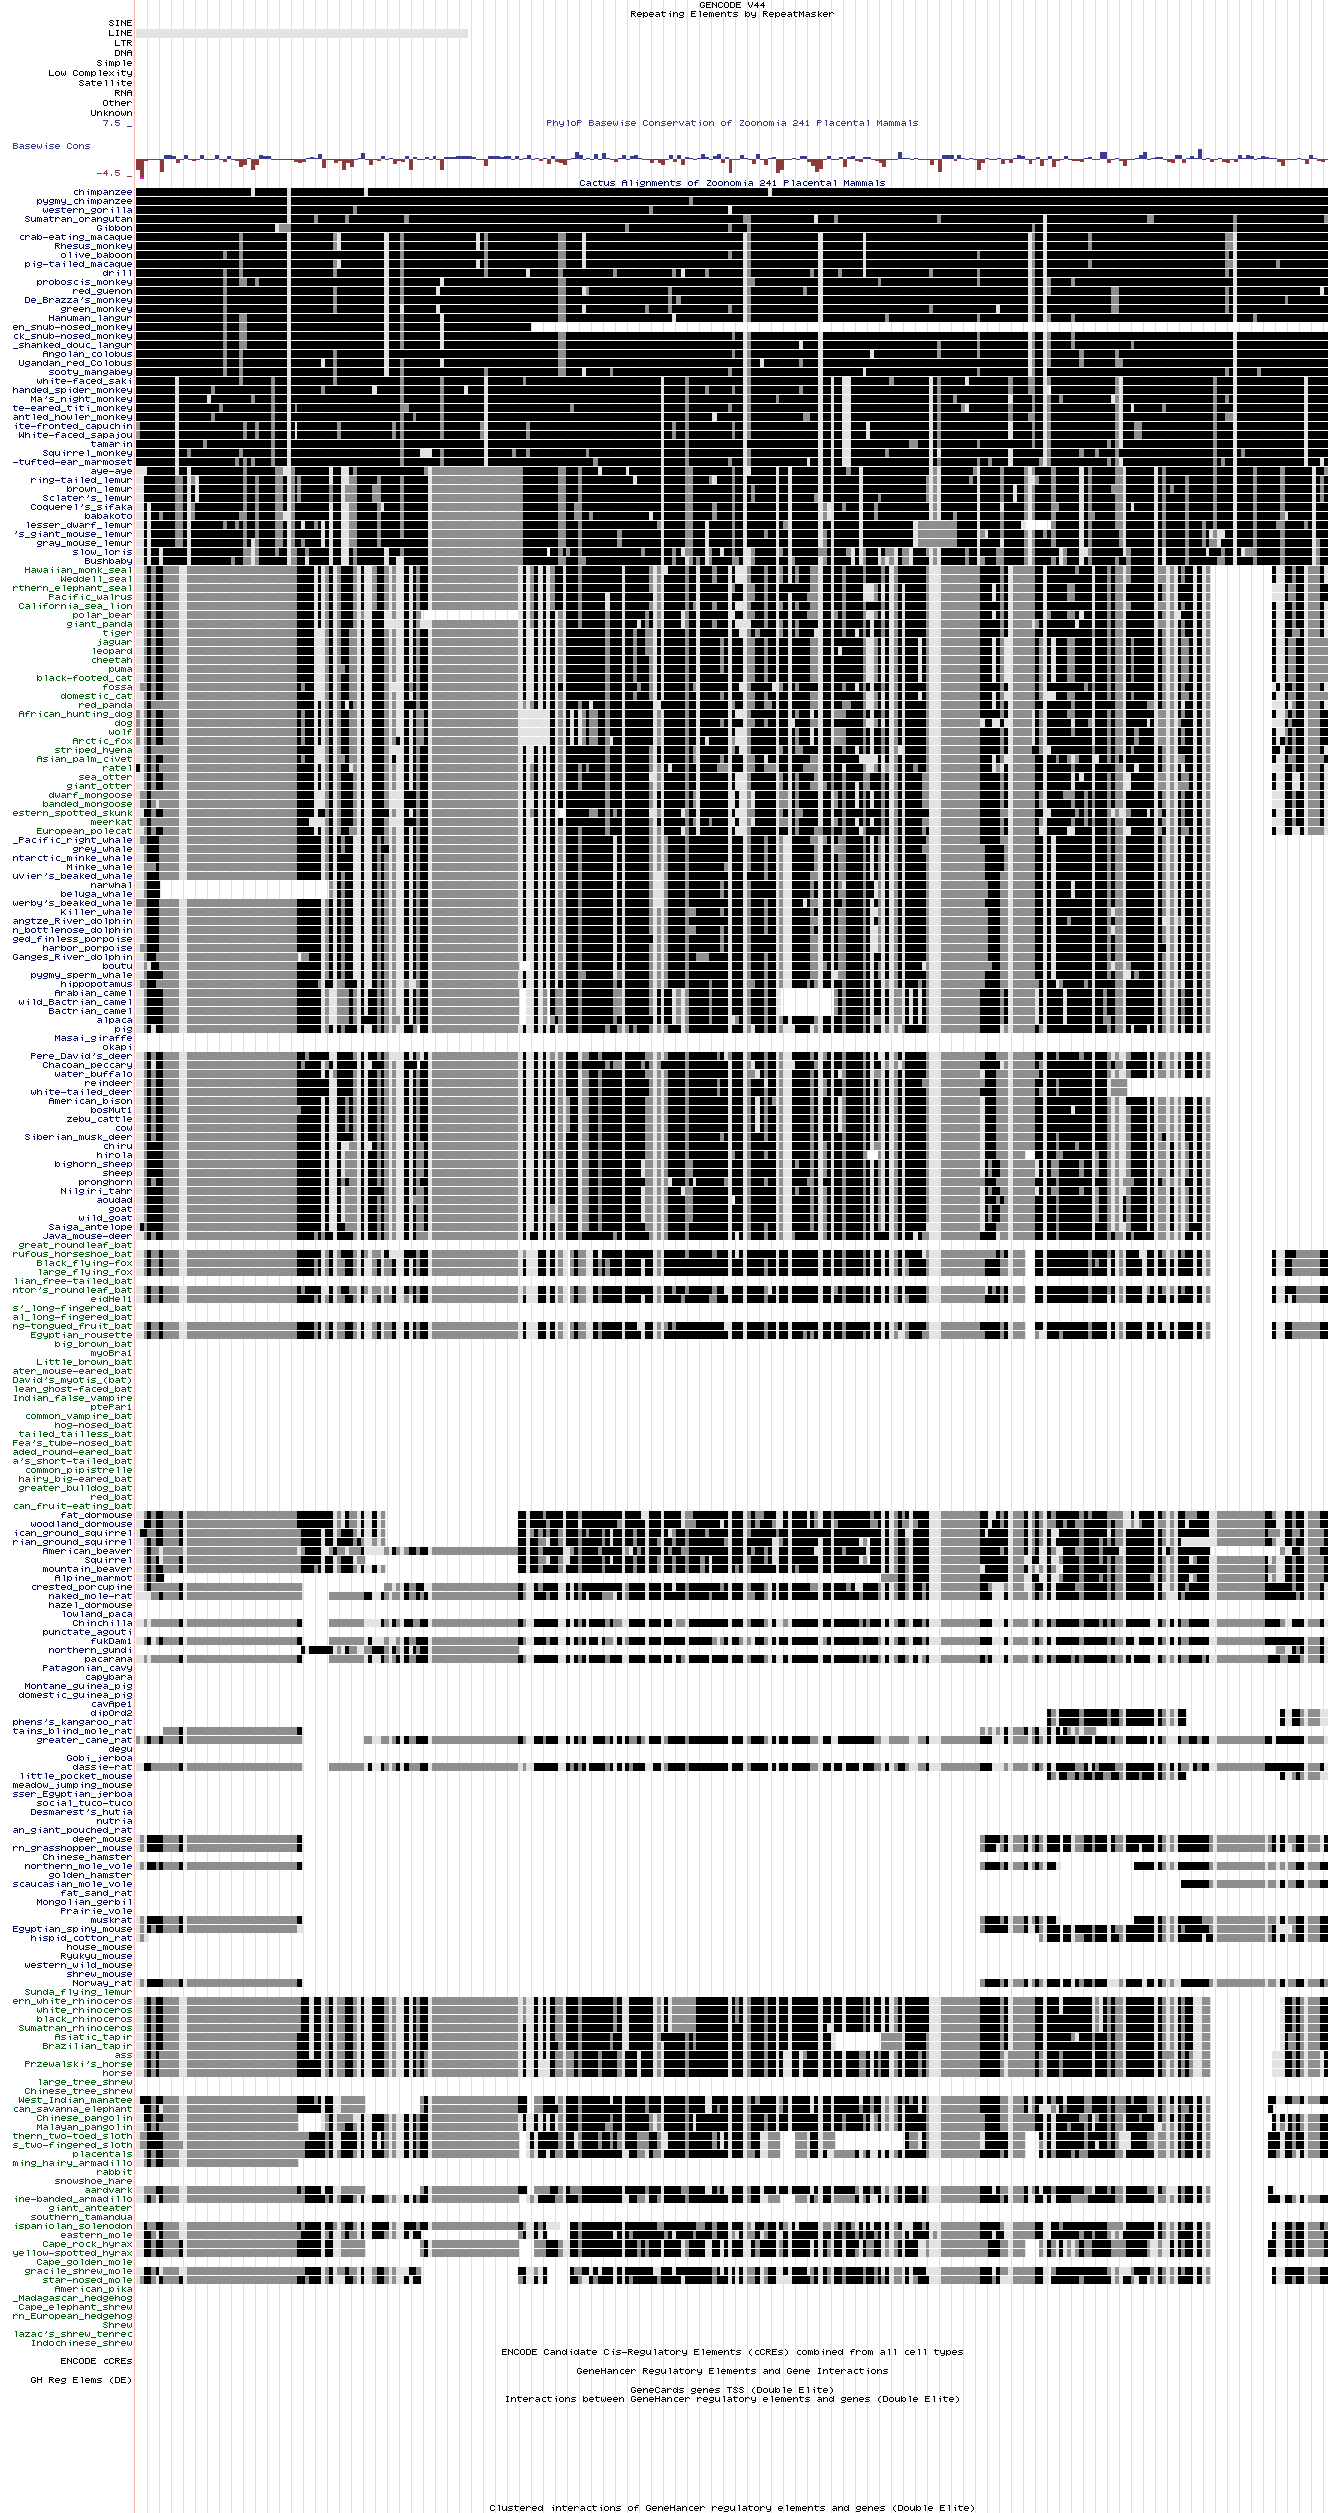 GENCODE V44
Repeating Elements by RepeatMasker
SINE
LINE
LTR
DNA
Simple
Low Complexity
Satellite
RNA
Other
Unknown
7.5 _
PhyloP Basewise Conservation of Zoonomia 241 Placental Mammals
Basewise Cons
-4.5 _
Cactus Alignments of Zoonomia 241 Placental Mammals
chimpanzee
pygmy_chimpanzee
western_gorilla
Sumatran_orangutan
Gibbon
crab-eating_macaque
Rhesus_monkey
olive_baboon
pig-tailed_macaque
drill
proboscis_monkey
red_guenon
De_Brazza's_monkey
green_monkey
Hanuman_langur
en_snub-nosed_monkey
ck_snub-nosed_monkey
_shanked_douc_langur
Angolan_colobus
Ugandan_red_Colobus
sooty_mangabey
white-faced_saki
handed_spider_monkey
Ma's_night_monkey
te-eared_titi_monkey
antled_howler_monkey
ite-fronted_capuchin
White-faced_sapajou
tamarin
Squirrel_monkey
-tufted-ear_marmoset
aye-aye
ring-tailed_lemur
brown_lemur
Sclater's_lemur
Coquerel's_sifaka
babakoto
lesser_dwarf_lemur
's_giant_mouse_lemur
gray_mouse_lemur
slow_loris
Bushbaby
Hawaiian_monk_seal
Weddell_seal
rthern_elephant_seal
Pacific_walrus
California_sea_lion
polar_bear
giant_panda
tiger
jaguar
leopard
cheetah
puma
black-footed_cat
fossa
domestic_cat
red_panda
African_hunting_dog
dog
wolf
Arctic_fox
striped_hyena
Asian_palm_civet
ratel
sea_otter
giant_otter
dwarf_mongoose
banded_mongoose
estern_spotted_skunk
meerkat
European_polecat
_Pacific_right_whale
grey_whale
ntarctic_minke_whale
Minke_whale
uvier's_beaked_whale
narwhal
beluga_whale
werby's_beaked_whale
Killer_whale
angtze_River_dolphin
n_bottlenose_dolphin
ged_finless_porpoise
harbor_porpoise
Ganges_River_dolphin
boutu
pygmy_sperm_whale
hippopotamus
Arabian_camel
Wild_Bactrian_camel
Bactrian_camel
alpaca
pig
Masai_giraffe
okapi
Pere_David's_deer
Chacoan_peccary
water_buffalo
reindeer
white-tailed_deer
American_bison
bosMut1
zebu_cattle
cow
Siberian_musk_deer
chiru
hirola
bighorn_sheep
sheep
pronghorn
Nilgiri_tahr
aoudad
goat
wild_goat
Saiga_antelope
Java_mouse-deer
great_roundleaf_bat
rufous_horseshoe_bat
Black_flying-fox
large_flying_fox
lian_free-tailed_bat
ntor's_roundleaf_bat
eidHel1
s'_long-fingered_bat
al_long-fingered_bat
ng-tongued_fruit_bat
Egyptian_rousette
big_brown_bat
myoBra1
Little_brown_bat
ater_mouse-eared_bat
David's_myotis_(bat)
lean_ghost-faced_bat
Indian_false_vampire
ptePar1
common_vampire_bat
hog-nosed_bat
tailed_tailless_bat
Fea's_tube-nosed_bat
aded_round-eared_bat
a's_short-tailed_bat
common_pipistrelle
hairy_big-eared_bat
greater_bulldog_bat
red_bat
can_fruit-eating_bat
fat_dormouse
woodland_dormouse
ican_ground_squirrel
rian_ground_squirrel
American_beaver
Squirrel
mountain_beaver
Alpine_marmot
crested_porcupine
naked_mole-rat
hazel_dormouse
lowland_paca
Chinchilla
punctate_agouti
fukDam1
northern_gundi
pacarana
Patagonian_cavy
capybara
Montane_guinea_pig
domestic_guinea_pig
cavApe1
dipOrd2
phens's_kangaroo_rat
tains_blind_mole_rat
greater_cane_rat
degu
Gobi_jerboa
dassie-rat
little_pocket_mouse
meadow_jumping_mouse
sser_Egyptian_jerboa
social_tuco-tuco
Desmarest's_hutia
nutria
an_giant_pouched_rat
deer_mouse
rn_grasshopper_mouse
Chinese_hamster
northern_mole_vole
golden_hamster
scaucasian_mole_vole
fat_sand_rat
Mongolian_gerbil
Prairie_vole
muskrat
Egyptian_spiny_mouse
hispid_cotton_rat
house_mouse
Ryukyu_mouse
western_wild_mouse
shrew_mouse
Norway_rat
Sunda_flying_lemur
ern_white_rhinoceros
white_rhinoceros
black_rhinoceros
Sumatran_rhinoceros
Asiatic_tapir
Brazilian_tapir
ass
Przewalski's_horse
horse
large_tree_shrew
Chinese_tree_shrew
West_Indian_manatee
can_savanna_elephant
Chinese_pangolin
Malayan_pangolin
thern_two-toed_sloth
s_two-fingered_sloth
placentals
ming_hairy_armadillo
rabbit
snowshoe_hare
aardvark
ine-banded_armadillo
giant_anteater
southern_tamandua
ispaniolan_solenodon
eastern_mole
Cape_rock_hyrax
yellow-spotted_hyrax
Cape_golden_mole
gracile_shrew_mole
star-nosed_mole
American_pika
_Madagascar_hedgehog
Cape_elephant_shrew
rn_European_hedgehog
Shrew
lazac's_shrew_tenrec
Indochinese_shrew
ENCODE Candidate Cis-Regulatory Elements (cCREs) combined from all cell types
ENCODE cCREs
GeneHancer Regulatory Elements and Gene Interactions
GH Reg Elems (DE)
GeneCards genes TSS (Double Elite)
Interactions between GeneHancer regulatory elements and genes (Double Elite)
Clustered interactions of GeneHancer regulatory elements and genes (Double Elite)